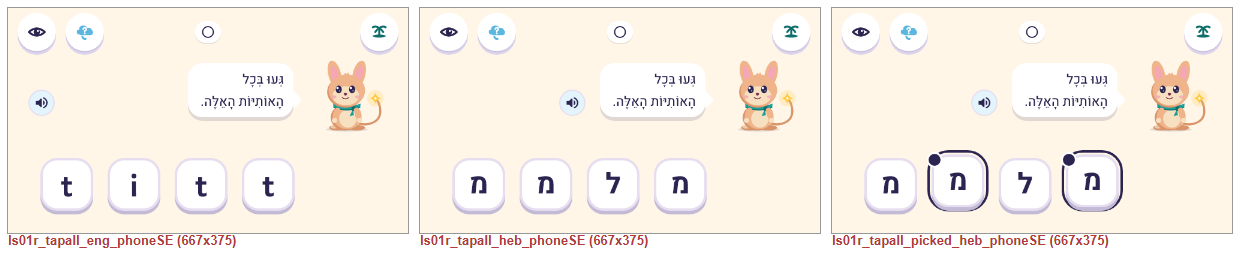 גְּעוּ בְּכָל
הָאוֹתִיּוֹת הָאֵלֶּה.
t i t t
ls01r_tapall_eng_phoneSE (667x375)
גְּעוּ בְּכָל
הָאוֹתִיּוֹת הָאֵלֶּה.
מ ל מ מ
ls01r_tapall_heb_phoneSE (667x375)
גְּעוּ בְּכָל
הָאוֹתִיּוֹת הָאֵלֶּה.
מ ל מ מ
ls01r_tapall_picked_heb_phoneSE (667x375)